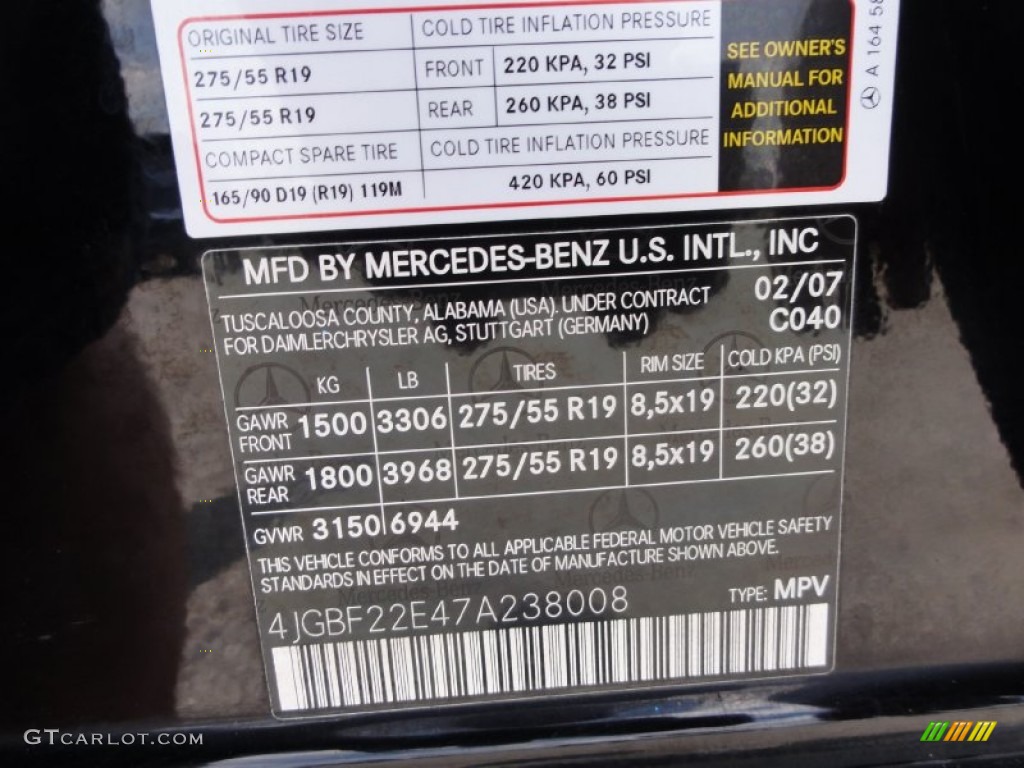 ORIGINAL TIRE SIZE COLD TIRE INFLATION PRESSURE
275/55 R19 FRONT 220 KPA, 32 PSI
275/55 R19 REAR 260 KPA, 38 PSI
COMPACT SPARE TIRE COLD TIRE INFLATION PRESSURE
165/90 D19 (R19) 119M 420 KPA, 60 PSI
SEE OWNER'S
MANUAL FOR
ADDITIONAL
INFORMATION
A 164 58
MFD BY MERCEDES-BENZ U.S. INTL., INC
TUSCALOOSA COUNTY, ALABAMA (USA). UNDER CONTRACT 02/07
FOR DAIMLERCHRYSLER AG, STUTTGART (GERMANY) C040
KG LB TIRES RIM SIZE COLD KPA (PSI)
GAWR FRONT 1500 3306 275/55 R19 8,5x19 220(32)
GAWR REAR 1800 3968 275/55 R19 8,5x19 260(38)
GVWR 3150 6944
THIS VEHICLE CONFORMS TO ALL APPLICABLE FEDERAL MOTOR VEHICLE SAFETY
STANDARDS IN EFFECT ON THE DATE OF MANUFACTURE SHOWN ABOVE.
4JGBF22E47A238008 TYPE: MPV
GTCARLOT.COM